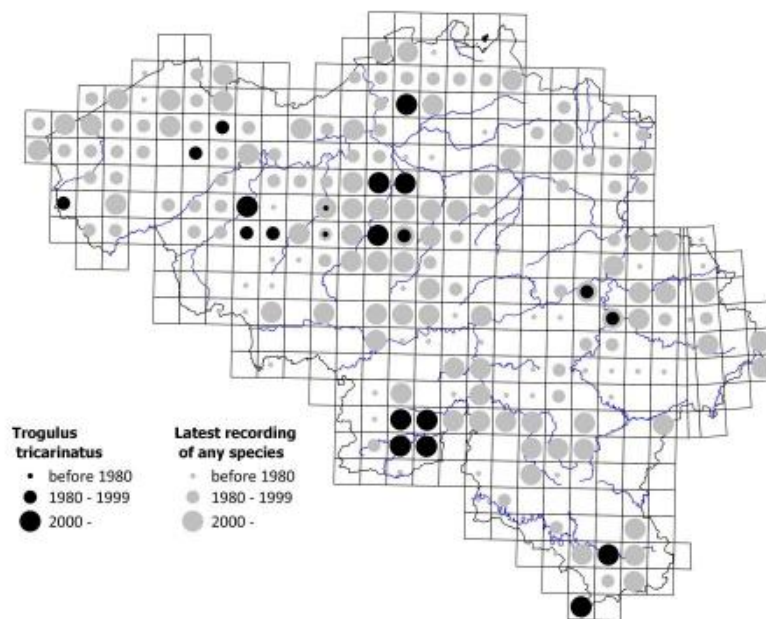 Trogulus
tricarinatus
before 1980
1980 - 1999
2000 -
Latest recording
of any species
before 1980
1980 - 1999
2000 -